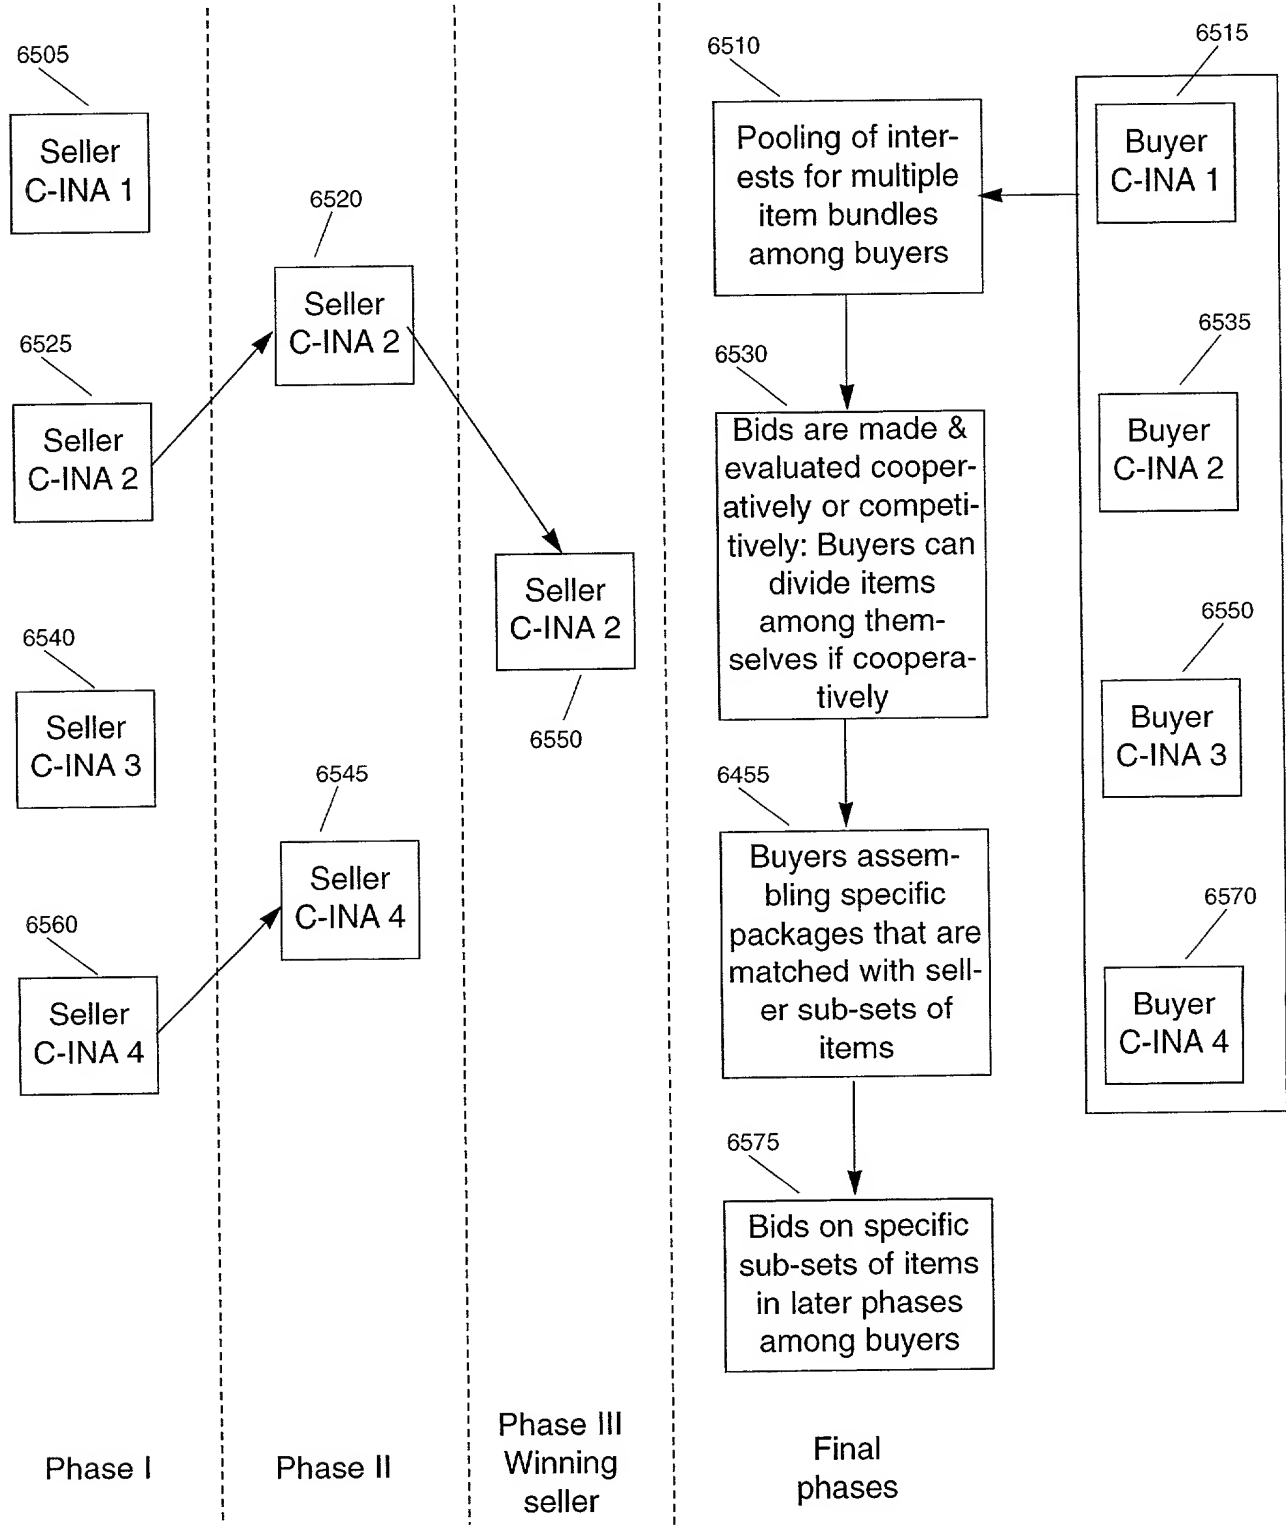 6505
Seller
C-INA 1
6525
Seller
C-INA 2
6540
Seller
C-INA 3
6560
Seller
C-INA 4
Phase I
6520
Seller
C-INA 2
6545
Seller
C-INA 4
Phase II
Seller
C-INA 2
6550
Phase III
Winning
seller
6510
Pooling of inter-
ests for multiple
item bundles
among buyers
6530
Bids are made &
evaluated cooper-
atively or competi-
tively: Buyers can
divide items
among them-
selves if coopera-
tively
6455
Buyers assem-
bling specific
packages that are
matched with sell-
er sub-sets of
items
6575
Bids on specific
sub-sets of items
in later phases
among buyers
Final
phases
6515
Buyer
C-INA 1
6535
Buyer
C-INA 2
6550
Buyer
C-INA 3
6570
Buyer
C-INA 4